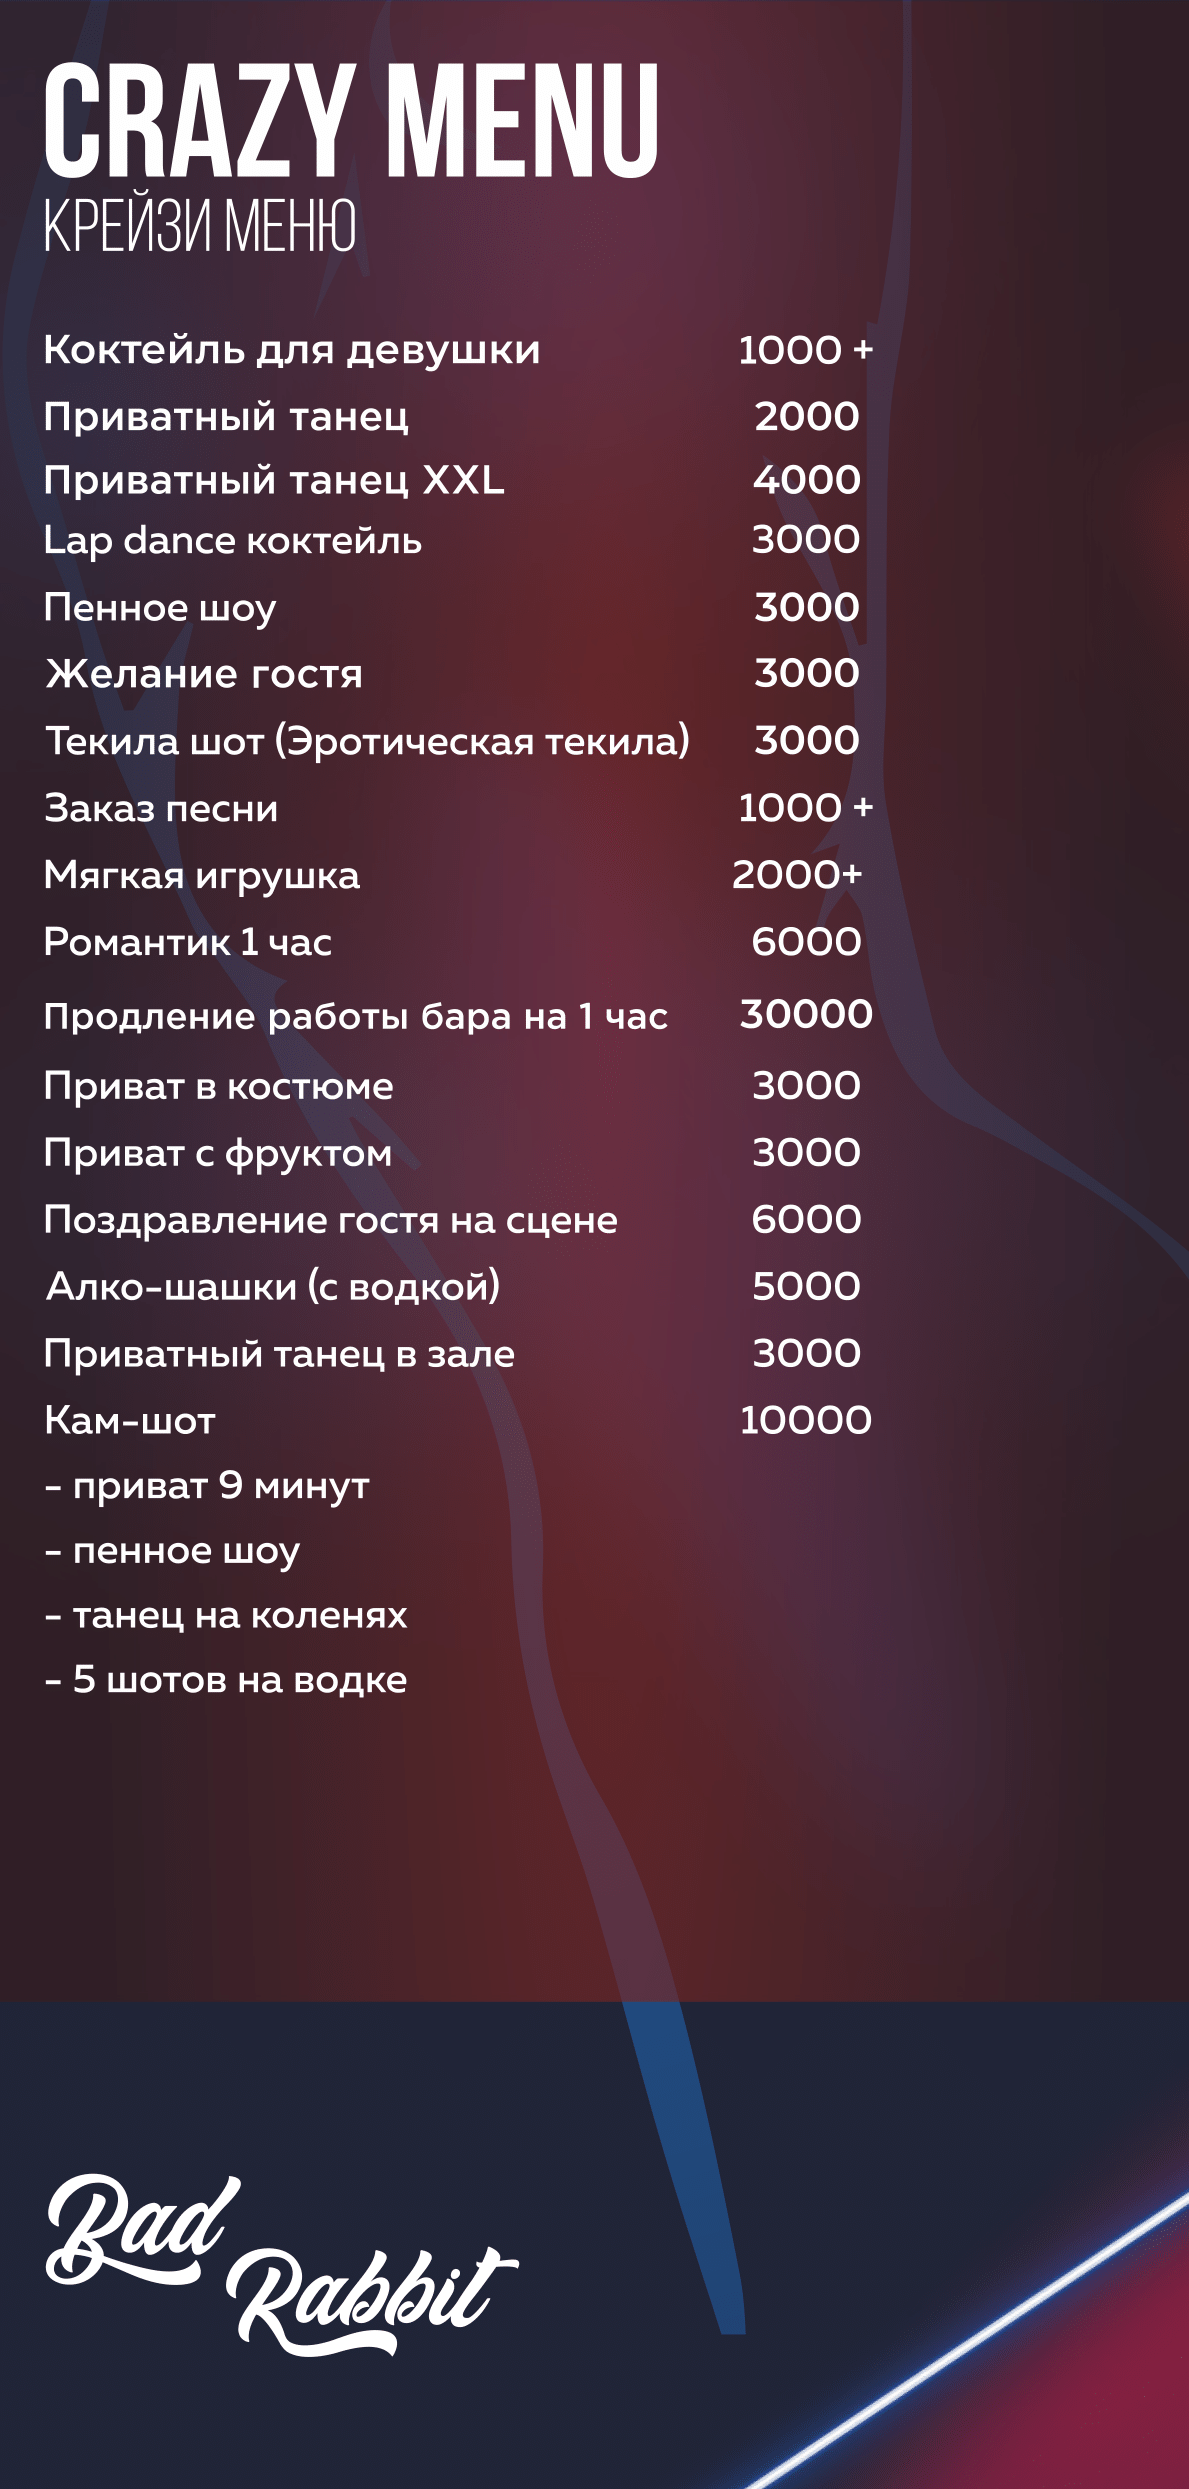 CRAZY MENU
КРЕЙЗИ МЕНЮ
Коктейль для девушки 1000 +
Приватный танец 2000
Приватный танец XXL 4000
Lap dance коктейль 3000
Пенное шоу 3000
Желание гостя 3000
Текила шот (Эротическая текила) 3000
Заказ песни 1000 +
Мягкая игрушка 2000+
Романтик 1 час 6000
Продление работы бара на 1 час 30000
Приват в костюме 3000
Приват с фруктом 3000
Поздравление гостя на сцене 6000
Алко-шашки (с водкой) 5000
Приватный танец в зале 3000
Кам-шот 10000
- приват 9 минут
- пенное шоу
- танец на коленях
- 5 шотов на водке
Bad
Rabbit